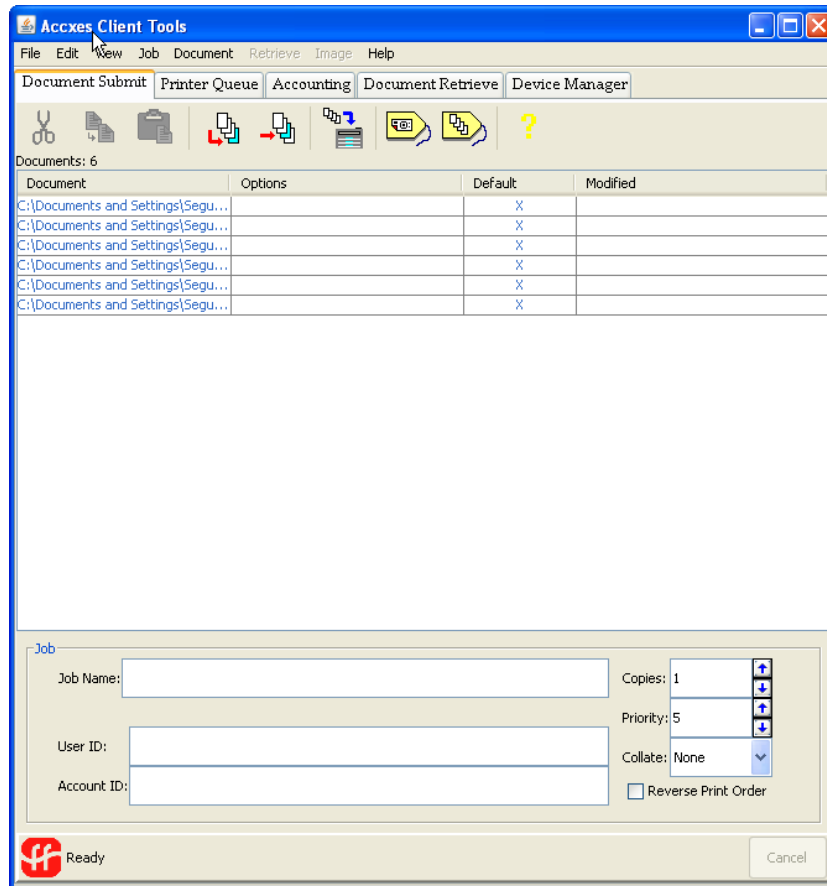 Accxes Client Tools
File Edit View Job Document Retrieve Image Help
Document Submit Printer Queue Accounting Document Retrieve Device Manager
?
Documents: 6
Document Options Default Modified
C:\Documents and Settings\Segu... X
C:\Documents and Settings\Segu... X
C:\Documents and Settings\Segu... X
C:\Documents and Settings\Segu... X
C:\Documents and Settings\Segu... X
C:\Documents and Settings\Segu... X
Job
Job Name: Copies: 1
Priority: 5
User ID:
Collate: None
Account ID:
Reverse Print Order
Ready Cancel